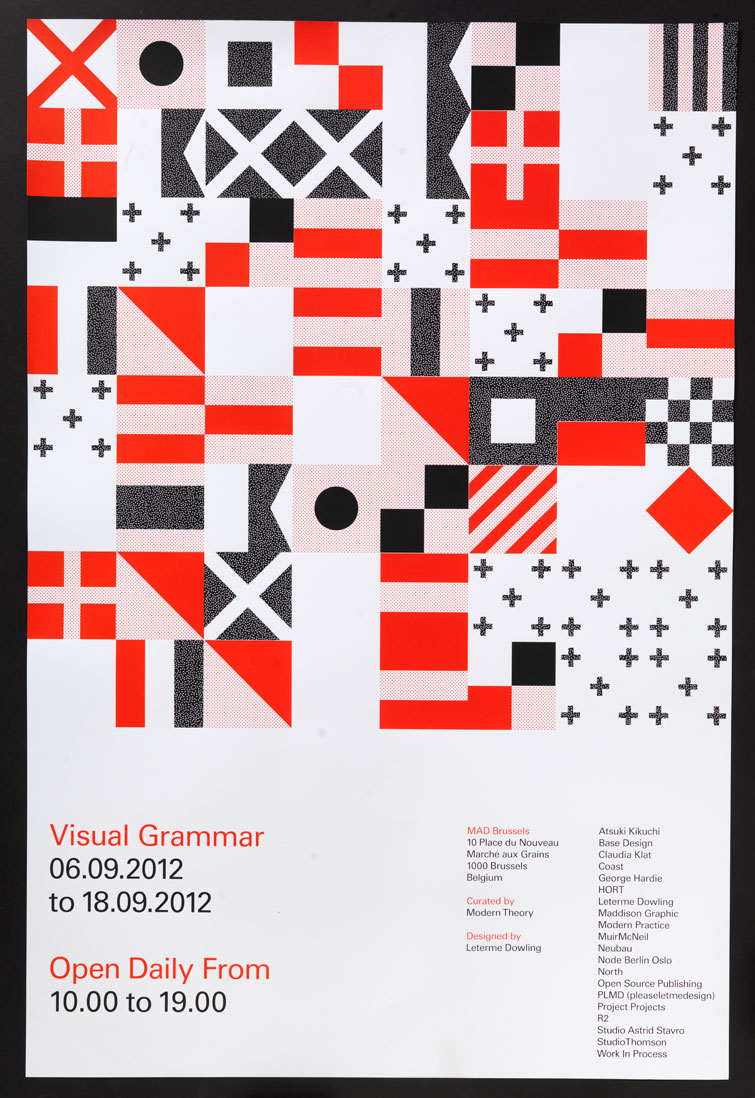 Visual Grammar
06.09.2012
to 18.09.2012
Open Daily From
10.00 to 19.00
MAD Brussels
10 Place du Nouveau
Marché aux Grains
1000 Brussels
Belgium
Curated by
Modern Theory
Designed by
Leterme Dowling
Atsuki Kikuchi
Base Design
Claudia Klat
Coast
George Hardie
HORT
Leterme Dowling
Maddison Graphic
Modern Practice
MuirMcNeil
Neubau
Node Berlin Oslo
North
Open Source Publishing
PLMD (pleaseletmedesign)
Project Projects
R2
Studio Astrid Stavro
StudioThomson
Work In Process